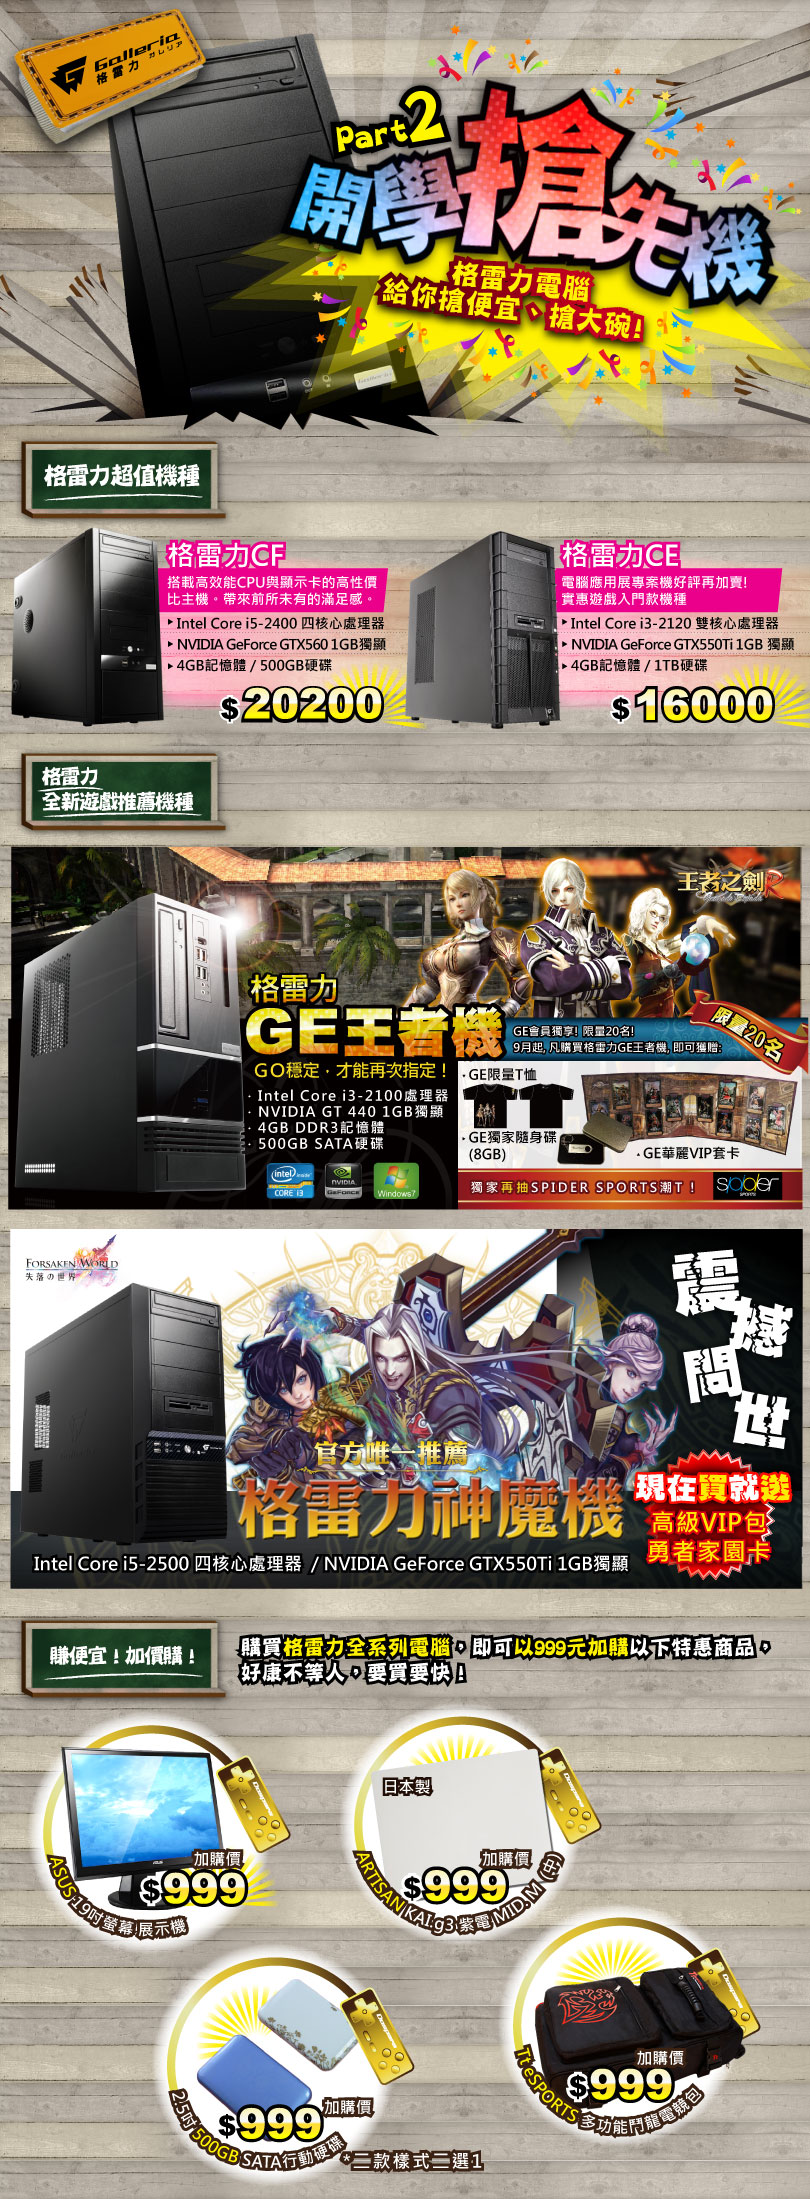 Galleria
格雷力 ガレリア
Part2
開學搶先機
格雷力電腦
給你搶便宜、搶大碗!
格雷力超值機種
格雷力CF
搭載高效能CPU與顯示卡的高性價
比主機。帶來前所未有的滿足感。
Intel Core i5-2400 四核心處理器
NVIDIA GeForce GTX560 1GB獨顯
4GB記憶體 / 500GB硬碟
$20200
格雷力CE
電腦應用展專案機好評再加賣!
實惠遊戲入門款機種
Intel Core i3-2120 雙核心處理器
NVIDIA GeForce GTX550Ti 1GB 獨顯
4GB記憶體 / 1TB硬碟
$16000
格雷力
全新遊戲推薦機種
王者之劍R
格雷力
GE王者機
GO穩定，才能再次指定！
· Intel Core i3-2100處理器
· NVIDIA GT 440 1GB獨顯
· 4GB DDR3記憶體
· 500GB SATA硬碟
intel inside
CORE i3
NVIDIA
GEFORCE
Windows7
GE會員獨享! 限量20名!
9月起, 凡購買格雷力GE王者機, 即可獲贈:
限量20名
· GE限量T恤
· GE獨家隨身碟
(8GB)
· GE華麗VIP套卡
獨家再抽SPIDER SPORTS潮T！
spider
SPORTS
FORSAKEN WORLD
失落の世界
震撼問世
官方唯一推薦
格雷力神魔機
現在買就送
高級VIP包
勇者家園卡
Intel Core i5-2500 四核心處理器 / NVIDIA GeForce GTX550Ti 1GB獨顯
賺便宜！加價購！
購買格雷力全系列電腦，即可以999元加購以下特惠商品，
好康不等人，要買要快！
加購價
$999
ASUS 19吋螢幕 展示機
日本製
加購價
$999
ARTISAN KAI.g3 紫電 MID. M (中)
加購價
$999
2.5吋 500GB SATA行動硬碟
*二款樣式二選1
加購價
$999
Tt eSPORTS 多功能鬥龍電競包